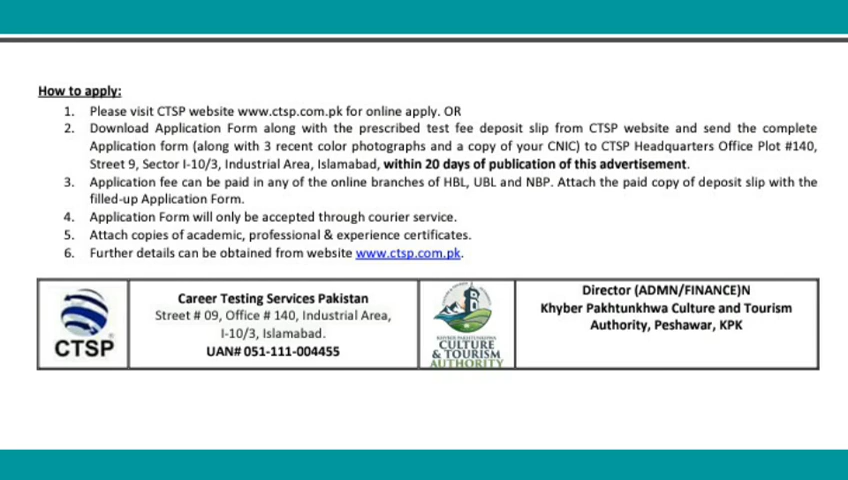 How to apply:
1. Please visit CTSP website www.ctsp.com.pk for online apply. OR
2. Download Application Form along with the prescribed test fee deposit slip from CTSP website and send the complete
Application form (along with 3 recent color photographs and a copy of your CNIC) to CTSP Headquarters Office Plot #140,
Street 9, Sector I-10/3, Industrial Area, Islamabad, within 20 days of publication of this advertisement.
3. Application fee can be paid in any of the online branches of HBL, UBL and NBP. Attach the paid copy of deposit slip with the
filled-up Application Form.
4. Application Form will only be accepted through courier service.
5. Attach copies of academic, professional & experience certificates.
6. Further details can be obtained from website www.ctsp.com.pk.
CTSP
Career Testing Services Pakistan
Street # 09, Office # 140, Industrial Area,
I-10/3, Islamabad.
UAN# 051-111-004455
KHYBER PAKHTUNKHWA
CULTURE
& TOURISM
AUTHORITY
Director (ADMN/FINANCE)N
Khyber Pakhtunkhwa Culture and Tourism
Authority, Peshawar, KPK